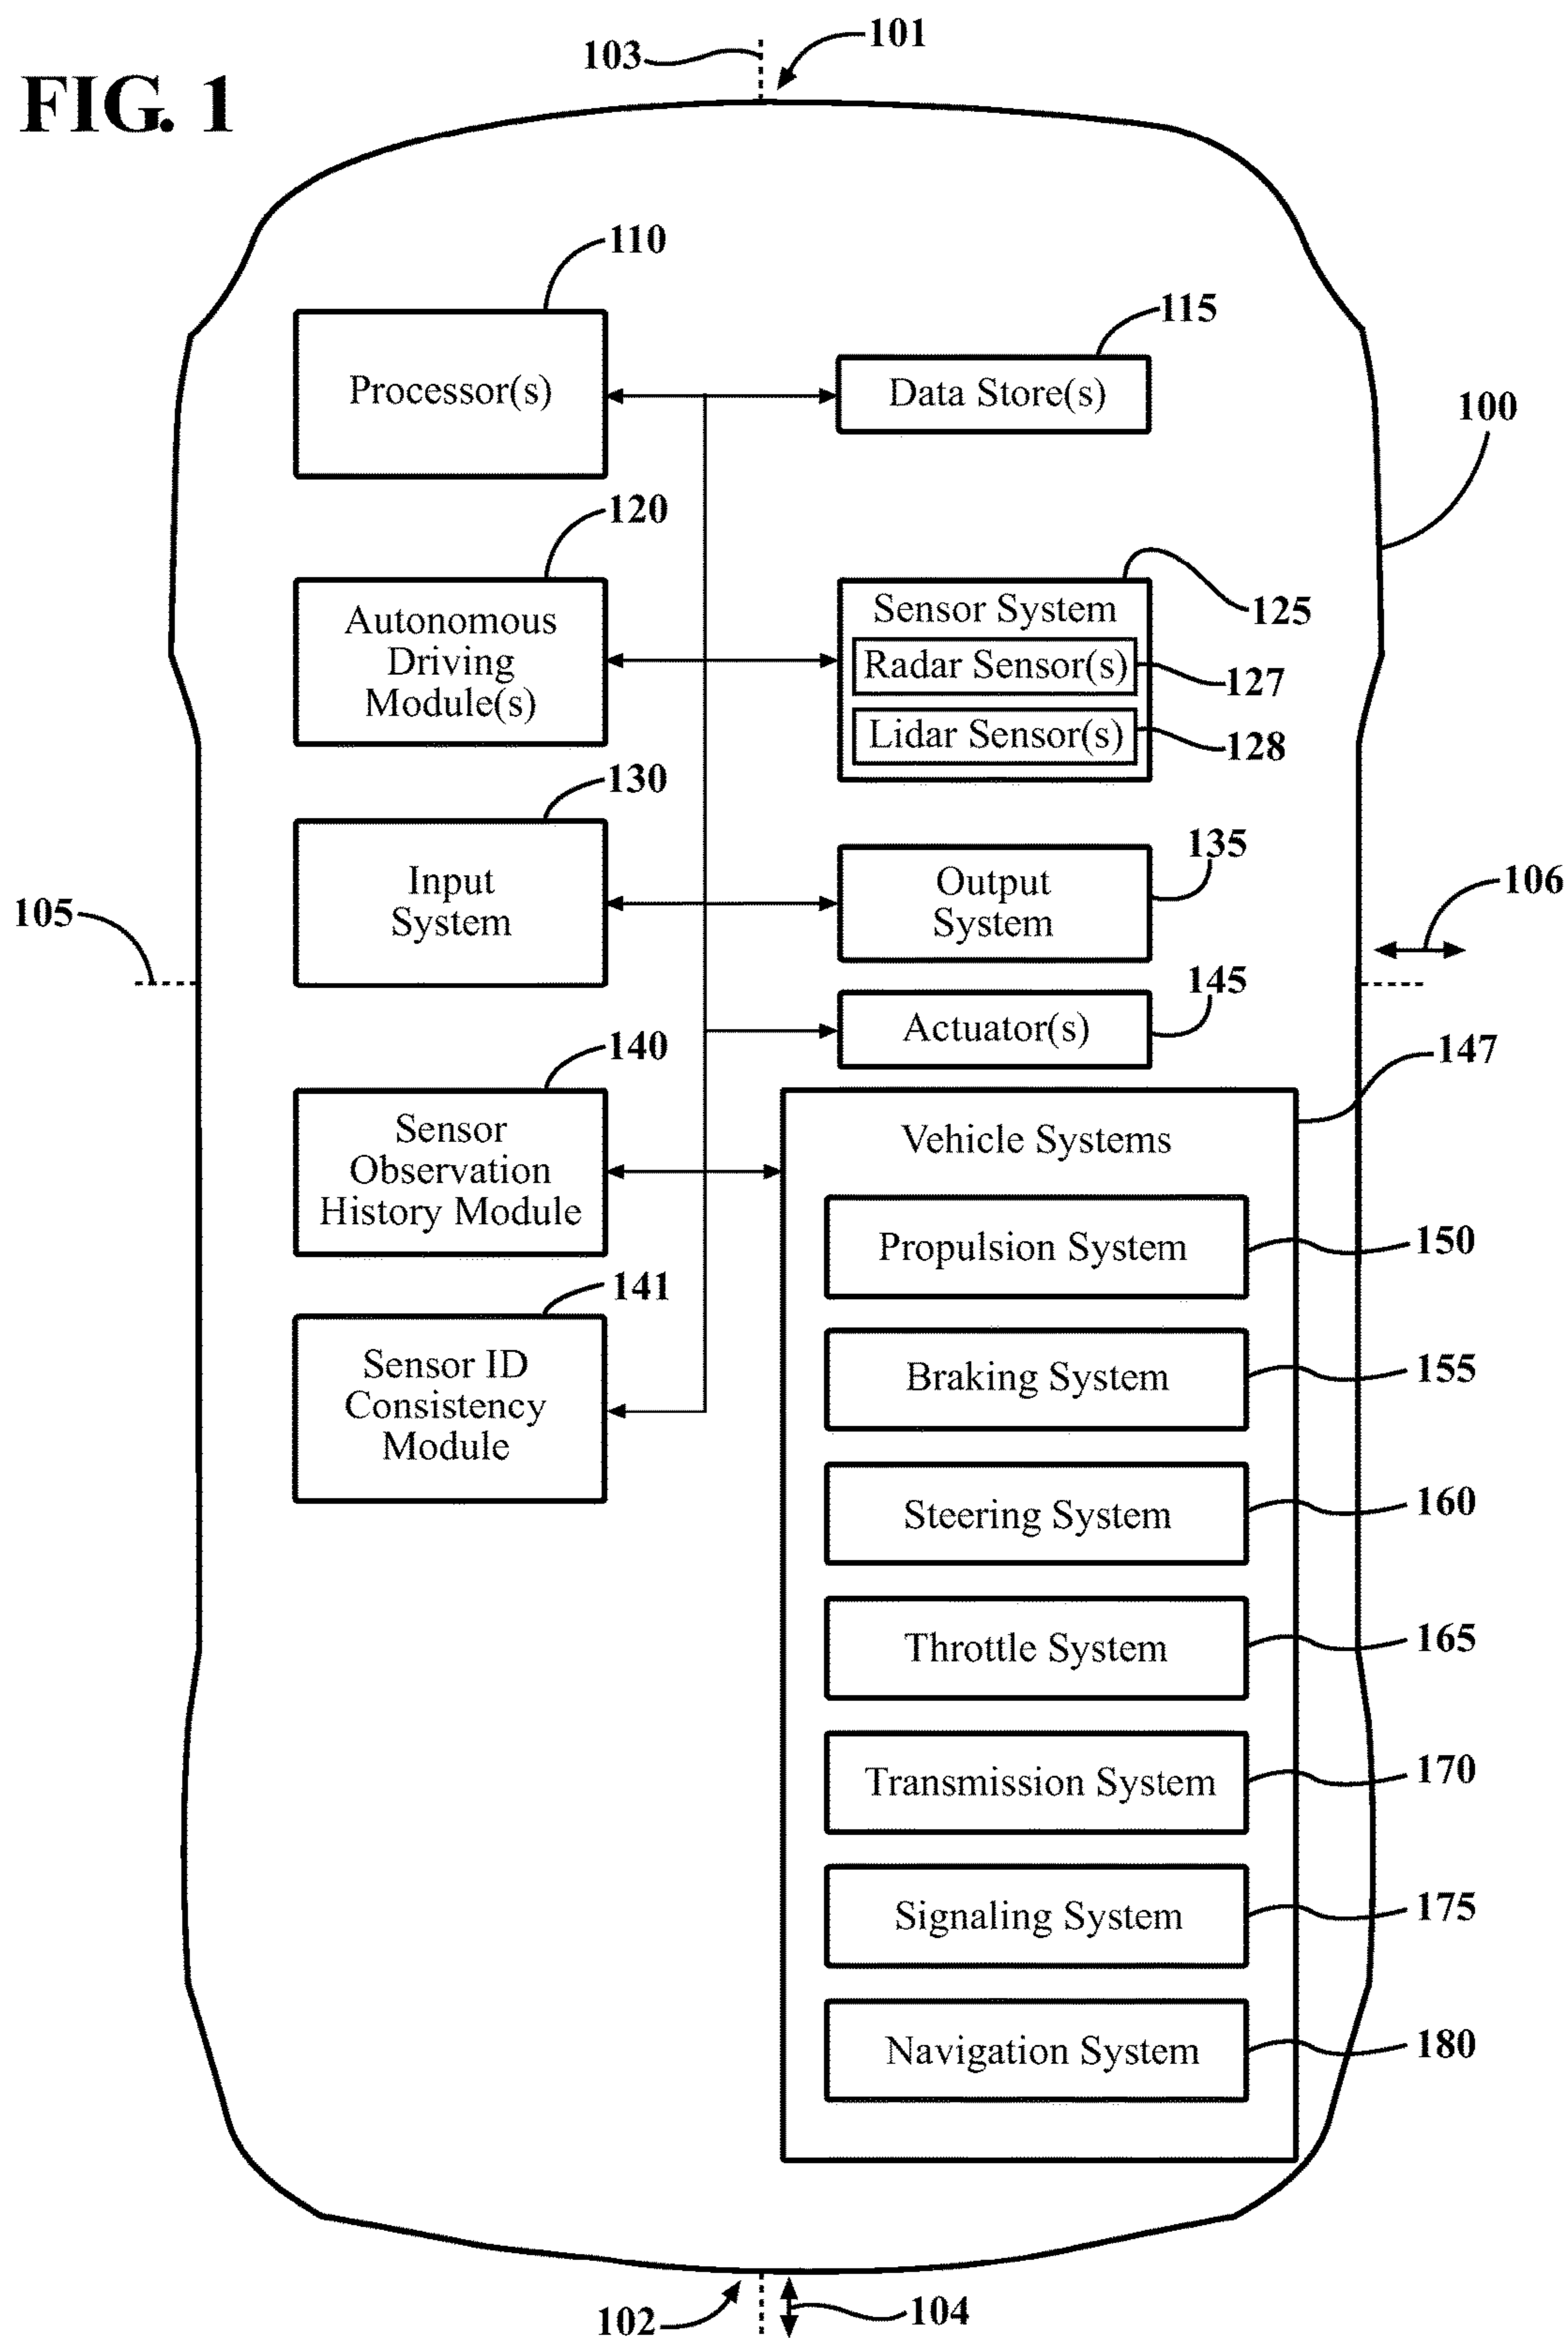 FIG. 1
103
101
110
Processor(s)
115
Data Store(s)
100
120
Autonomous
Driving
Module(s)
125
Sensor System
Radar Sensor(s)
127
Lidar Sensor(s)
128
130
Input
System
135
Output
System
105
106
145
Actuator(s)
140
Sensor
Observation
History Module
147
Vehicle Systems
141
Sensor ID
Consistency
Module
Propulsion System
150
Braking System
155
Steering System
160
Throttle System
165
Transmission System
170
Signaling System
175
Navigation System
180
102
104